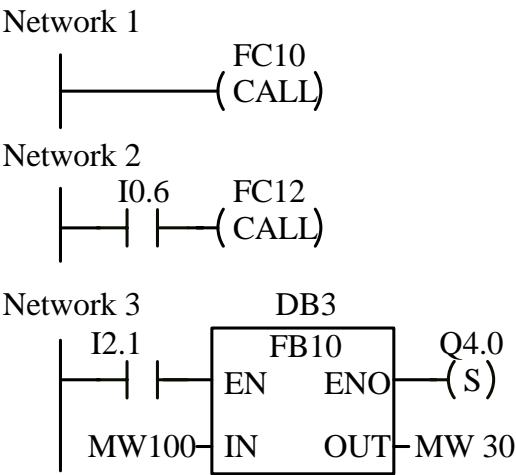 Network 1
FC10
(CALL)
Network 2
I0.6 FC12
(CALL)
Network 3 DB3
I2.1 FB10 Q4.0
EN ENO (S)
MW100 IN OUT MW 30